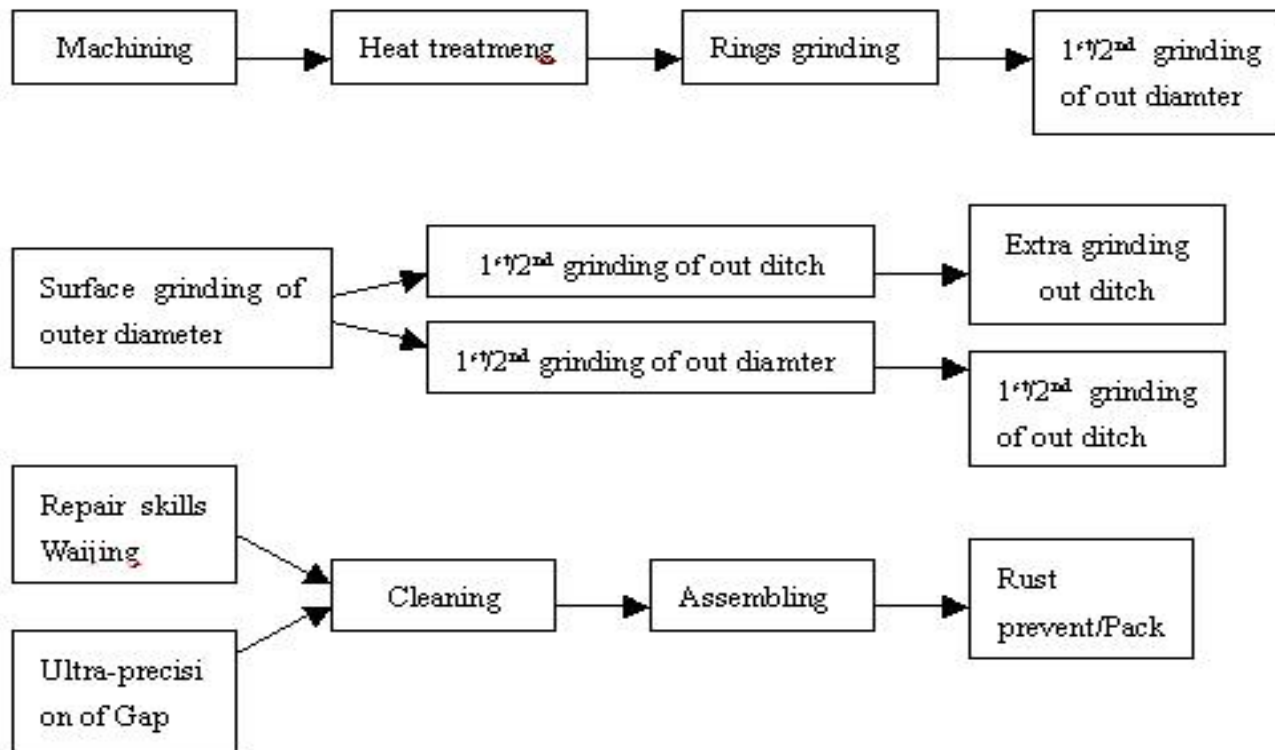 Machining
Heat treatmeng
Rings grinding
1st/2nd grinding
of out diamter
Surface grinding of
outer diameter
1st/2nd grinding of out ditch
Extra grinding
out ditch
1st/2nd grinding of out diamter
1st/2nd grinding
of out ditch
Repair skills
Waijing
Cleaning
Assembling
Rust
prevent/Pack
Ultra-precisi
on of Gap